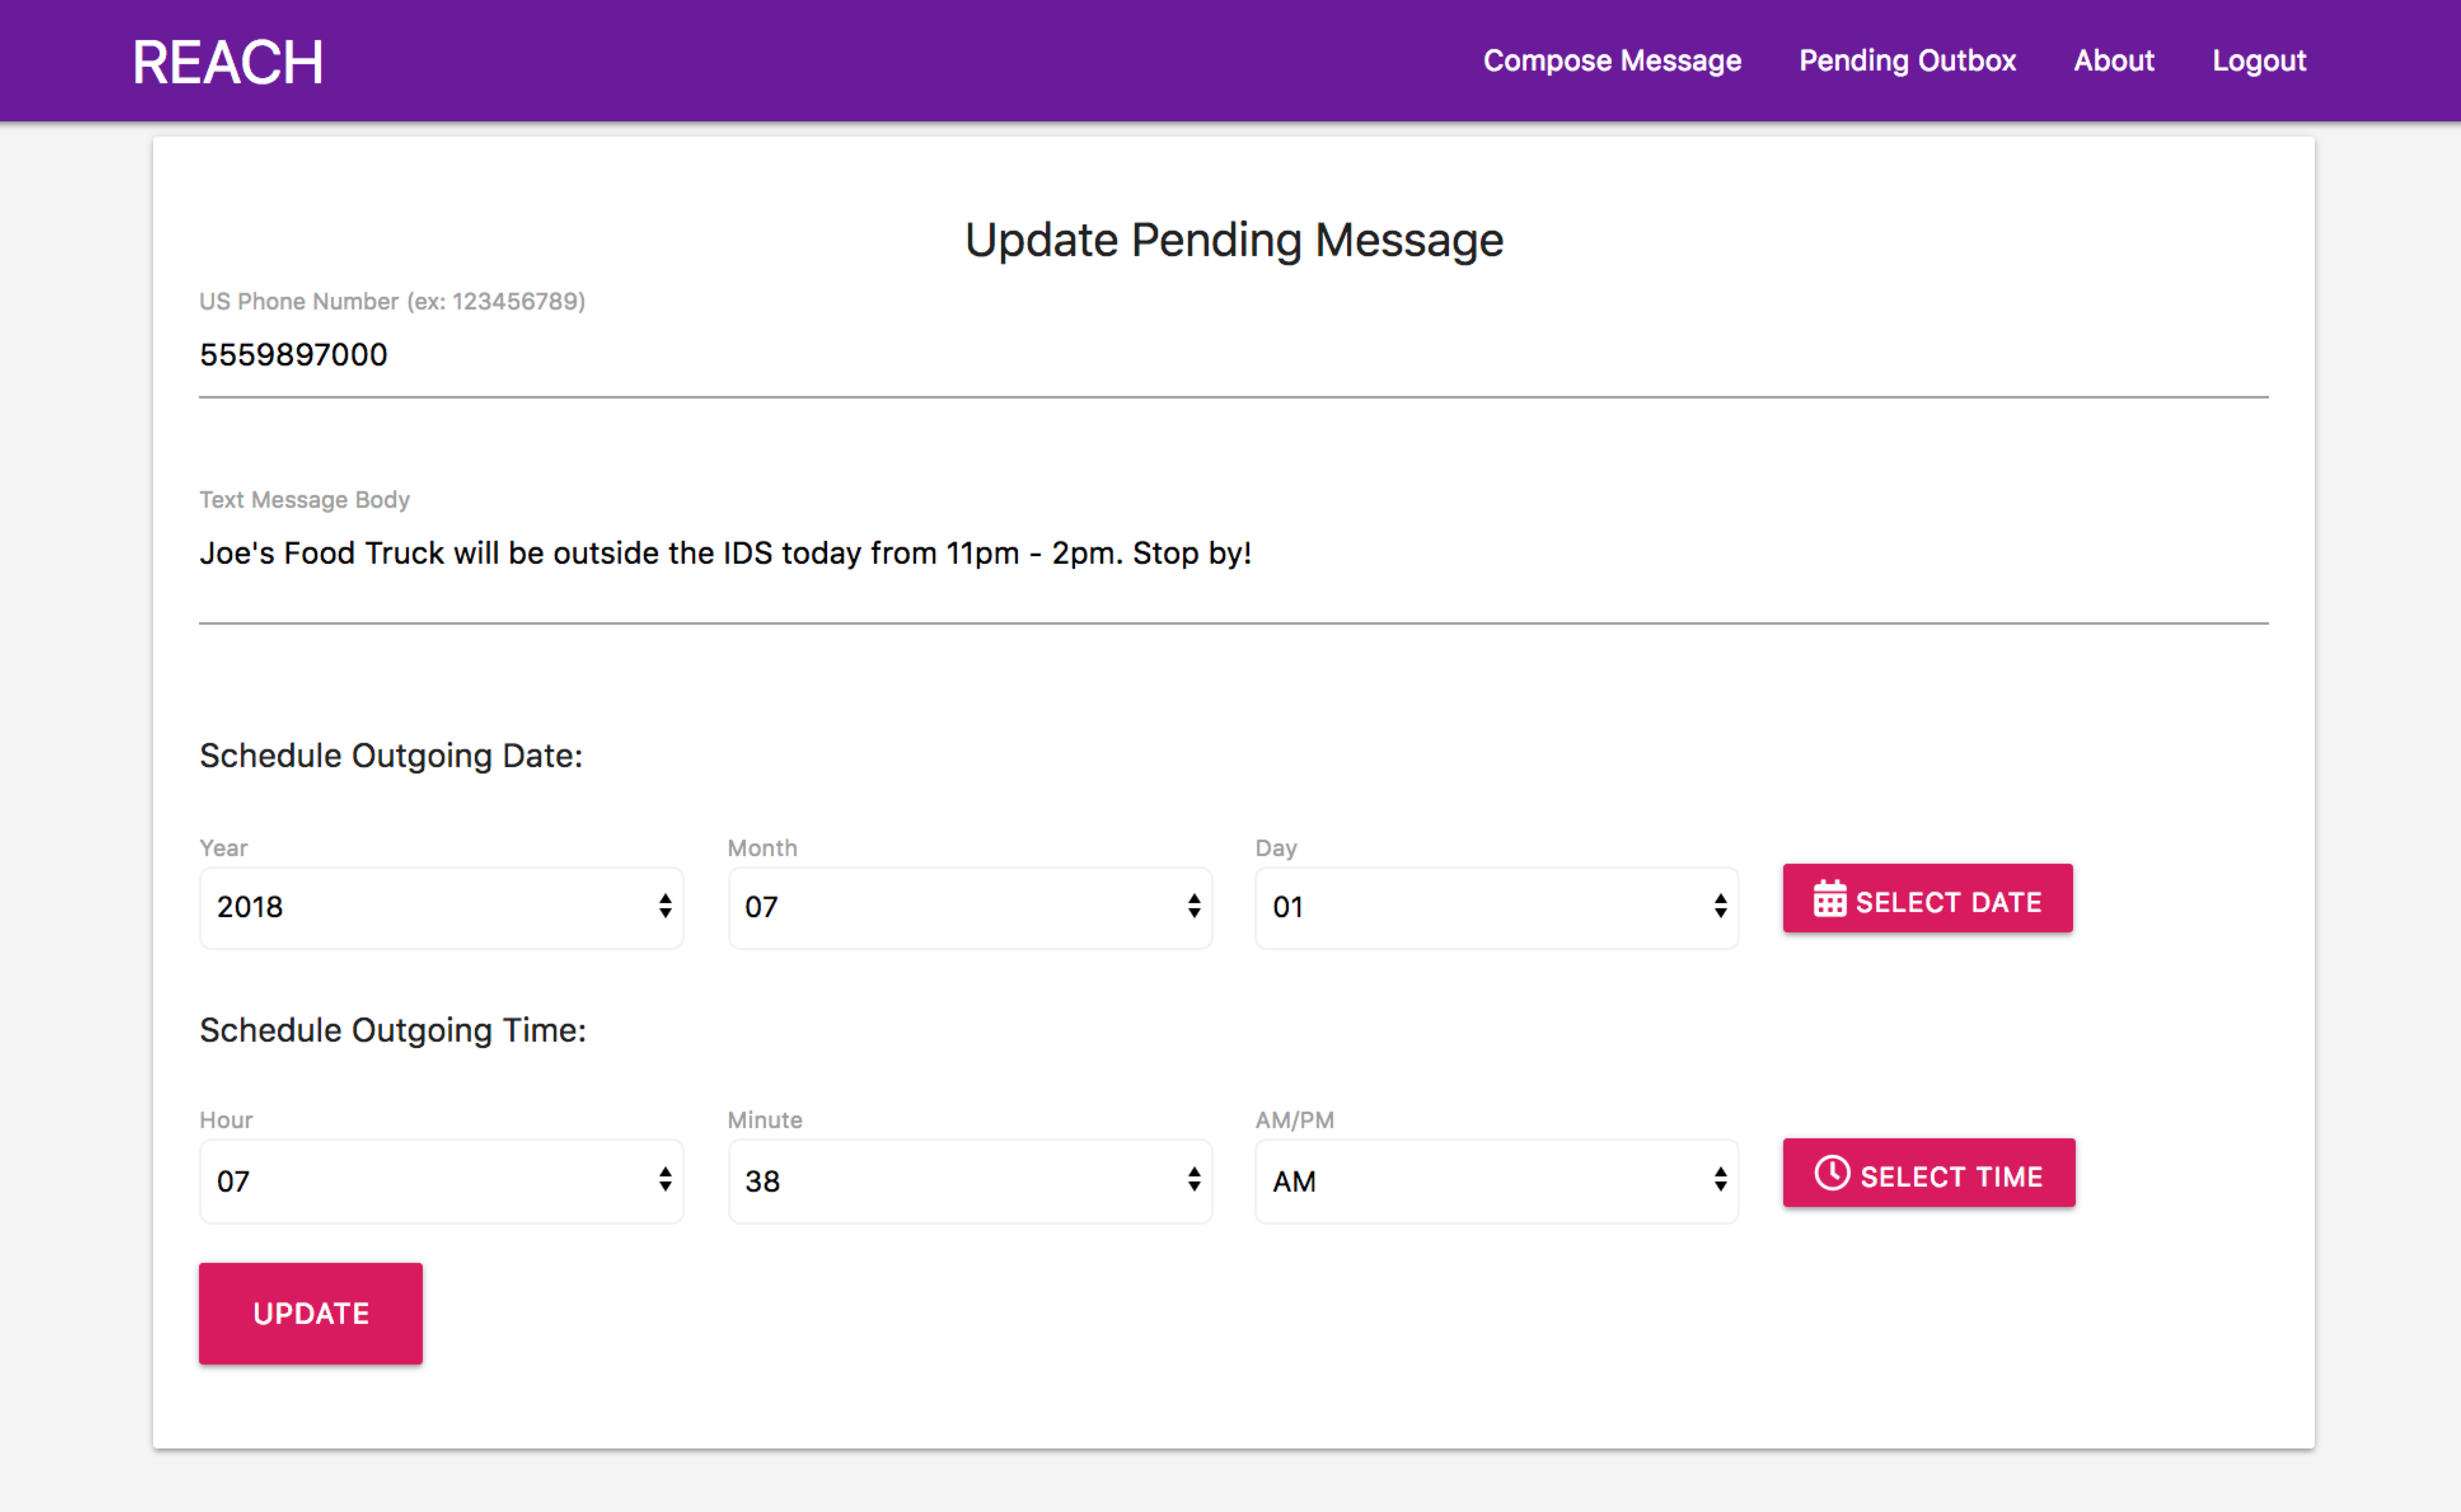 REACH
Compose Message Pending Outbox About Logout
Update Pending Message
US Phone Number (ex: 123456789)
5559897000
Text Message Body
Joe's Food Truck will be outside the IDS today from 11pm - 2pm. Stop by!
Schedule Outgoing Date:
Year Month Day
2018 07 01 SELECT DATE
Schedule Outgoing Time:
Hour Minute AM/PM
07 38 AM SELECT TIME
UPDATE